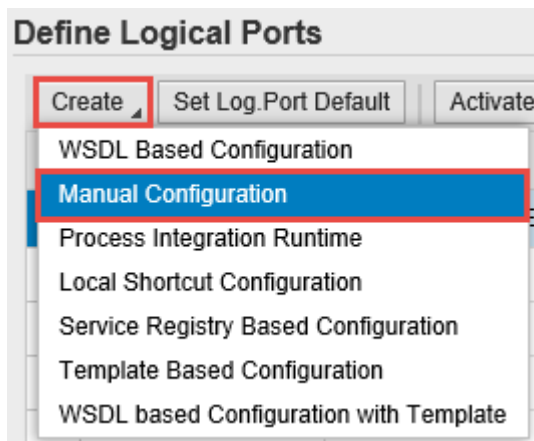 Define Logical Ports
Create Set Log.Port Default Activate
WSDL Based Configuration
Manual Configuration
Process Integration Runtime
Local Shortcut Configuration
Service Registry Based Configuration
Template Based Configuration
WSDL based Configuration with Template